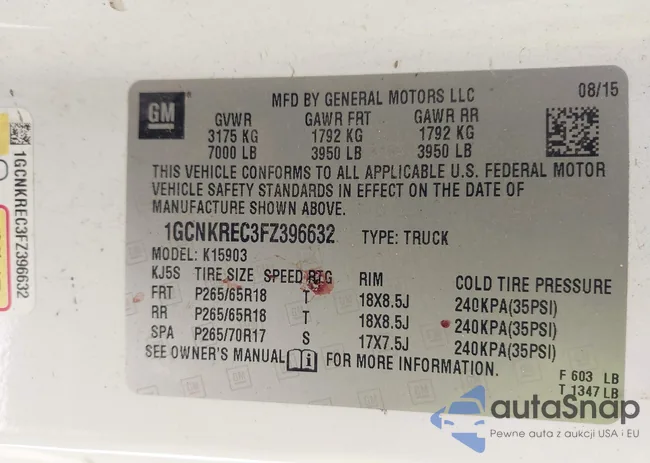 GM
MFD BY GENERAL MOTORS LLC 08/15
GVWR GAWR FRT GAWR RR
3175 KG 1792 KG 1792 KG
7000 LB 3950 LB 3950 LB
THIS VEHICLE CONFORMS TO ALL APPLICABLE U.S. FEDERAL MOTOR
VEHICLE SAFETY STANDARDS IN EFFECT ON THE DATE OF
MANUFACTURE SHOWN ABOVE.
1GCNKREC3FZ396632 TYPE: TRUCK
MODEL: K15903
KJ5S TIRE SIZE SPEED RTG RIM COLD TIRE PRESSURE
FRT P265/65R18 T 18X8.5J 240KPA(35PSI)
RR P265/65R18 T 18X8.5J 240KPA(35PSI)
SPA P265/70R17 S 17X7.5J 240KPA(35PSI)
SEE OWNER'S MANUAL FOR MORE INFORMATION.
F 603 LB
T 1347 LB
1GCNKREC3FZ396632
autaSnap
Pewne auta z aukcji USA i EU